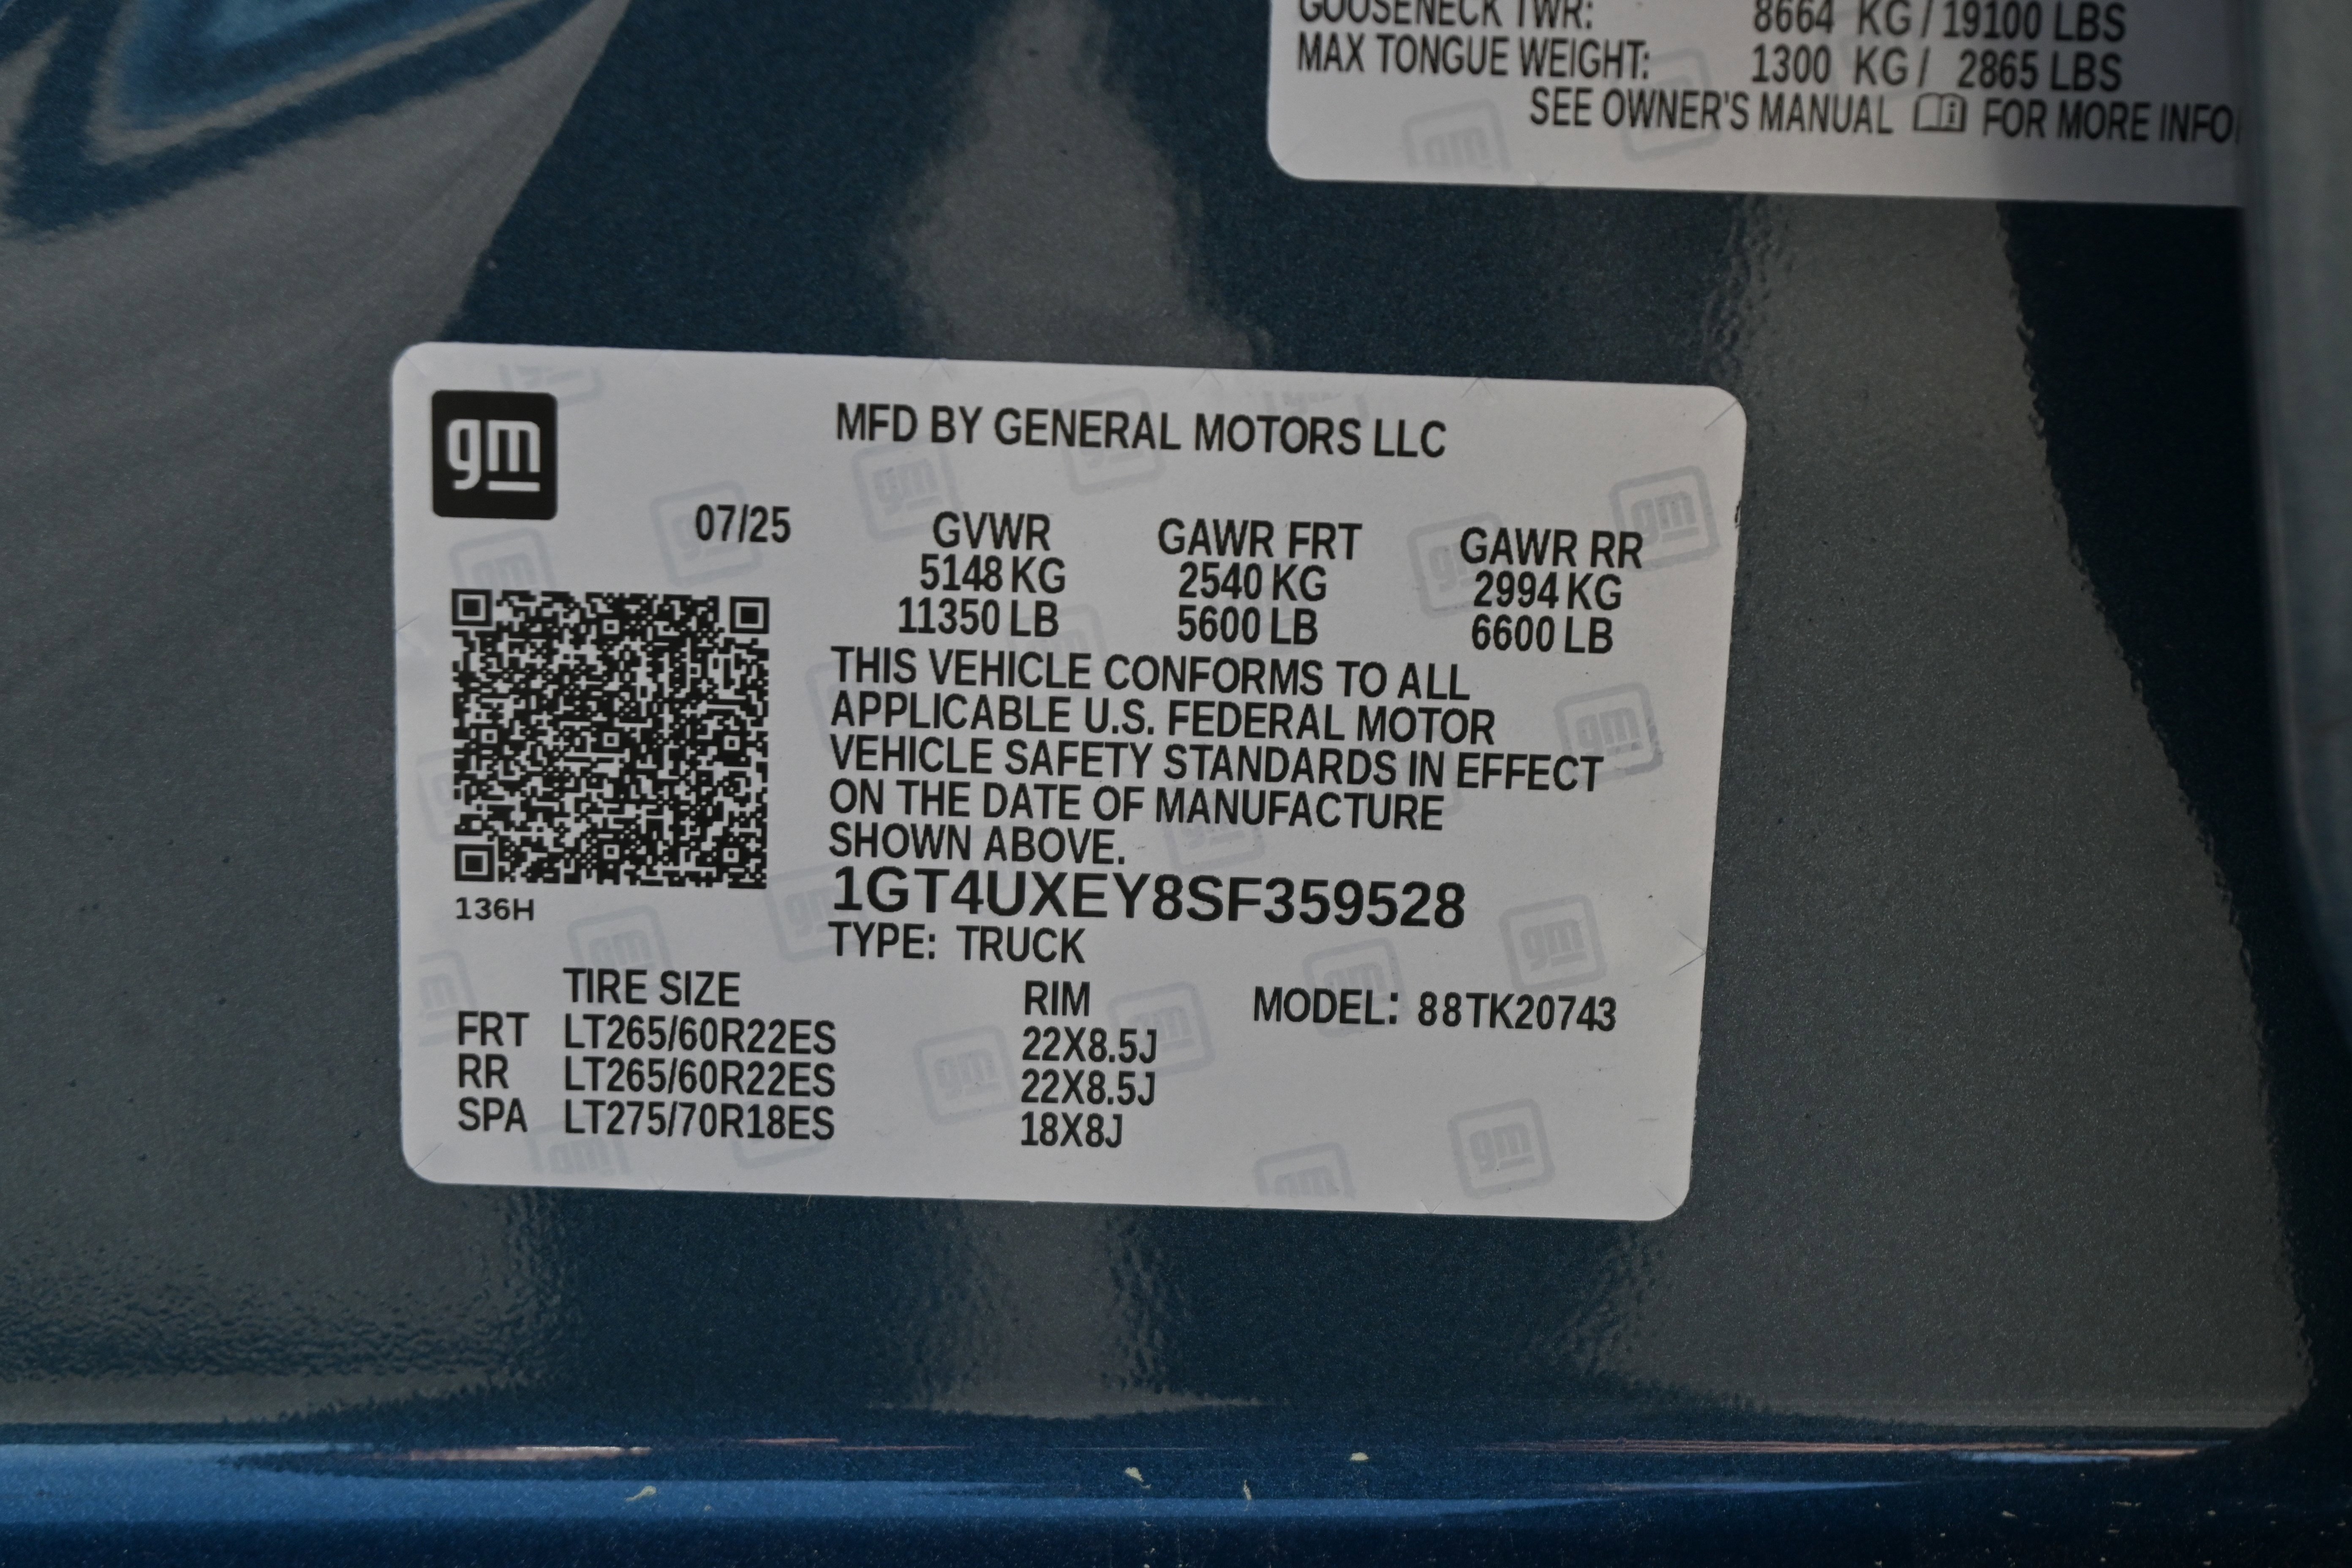 GOOSENECK TWR: 8664 KG / 19100 LBS
MAX TONGUE WEIGHT: 1300 KG / 2865 LBS
SEE OWNER'S MANUAL FOR MORE INFO
gm
MFD BY GENERAL MOTORS LLC
07/25 GVWR GAWR FRT GAWR RR
5148 KG 2540 KG 2994 KG
11350 LB 5600 LB 6600 LB
THIS VEHICLE CONFORMS TO ALL
APPLICABLE U.S. FEDERAL MOTOR
VEHICLE SAFETY STANDARDS IN EFFECT
ON THE DATE OF MANUFACTURE
SHOWN ABOVE.
136H
1GT4UXEY8SF359528
TYPE: TRUCK
TIRE SIZE RIM MODEL: 88TK20743
FRT LT265/60R22ES 22X8.5J
RR LT265/60R22ES 22X8.5J
SPA LT275/70R18ES 18X8J